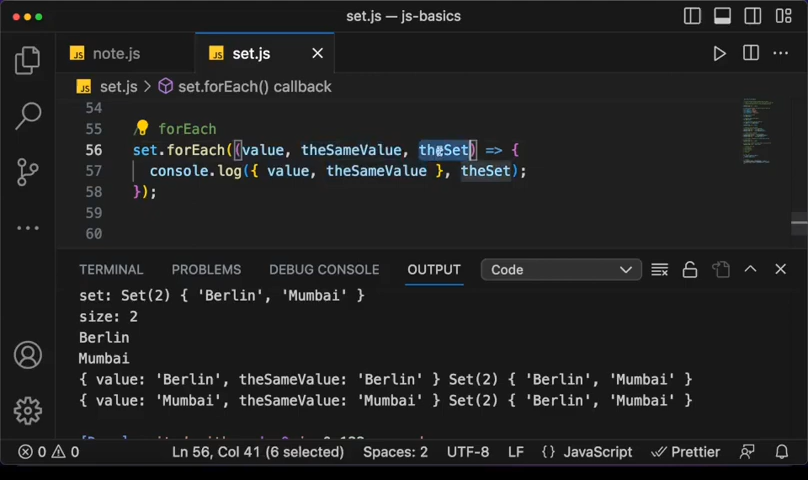 set.js — js-basics
JS note.js
JS set.js
JS set.js > set.forEach() callback
54
55 forEach
56 set.forEach((value, theSameValue, theSet) => {
57 console.log({ value, theSameValue }, theSet);
58 });
59
60
TERMINAL PROBLEMS DEBUG CONSOLE OUTPUT Code
set: Set(2) { 'Berlin', 'Mumbai' }
size: 2
Berlin
Mumbai
{ value: 'Berlin', theSameValue: 'Berlin' } Set(2) { 'Berlin', 'Mumbai' }
{ value: 'Mumbai', theSameValue: 'Mumbai' } Set(2) { 'Berlin', 'Mumbai' }
0 0 Ln 56, Col 41 (6 selected) Spaces: 2 UTF-8 LF {} JavaScript Prettier